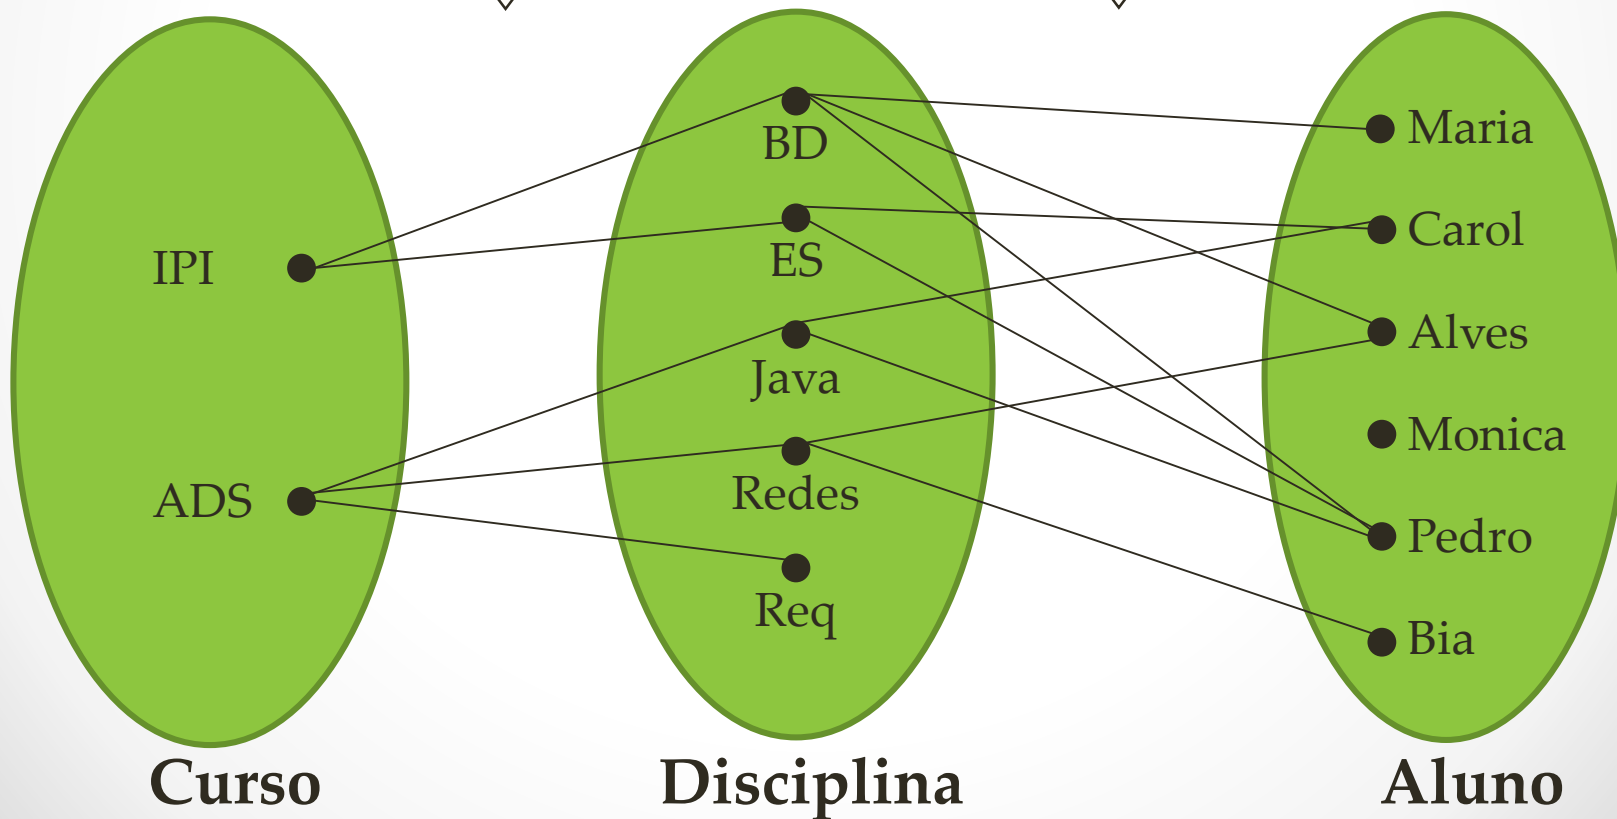 IPI
ADS
Curso
BD
ES
Java
Redes
Req
Disciplina
Maria
Carol
Alves
Monica
Pedro
Bia
Aluno